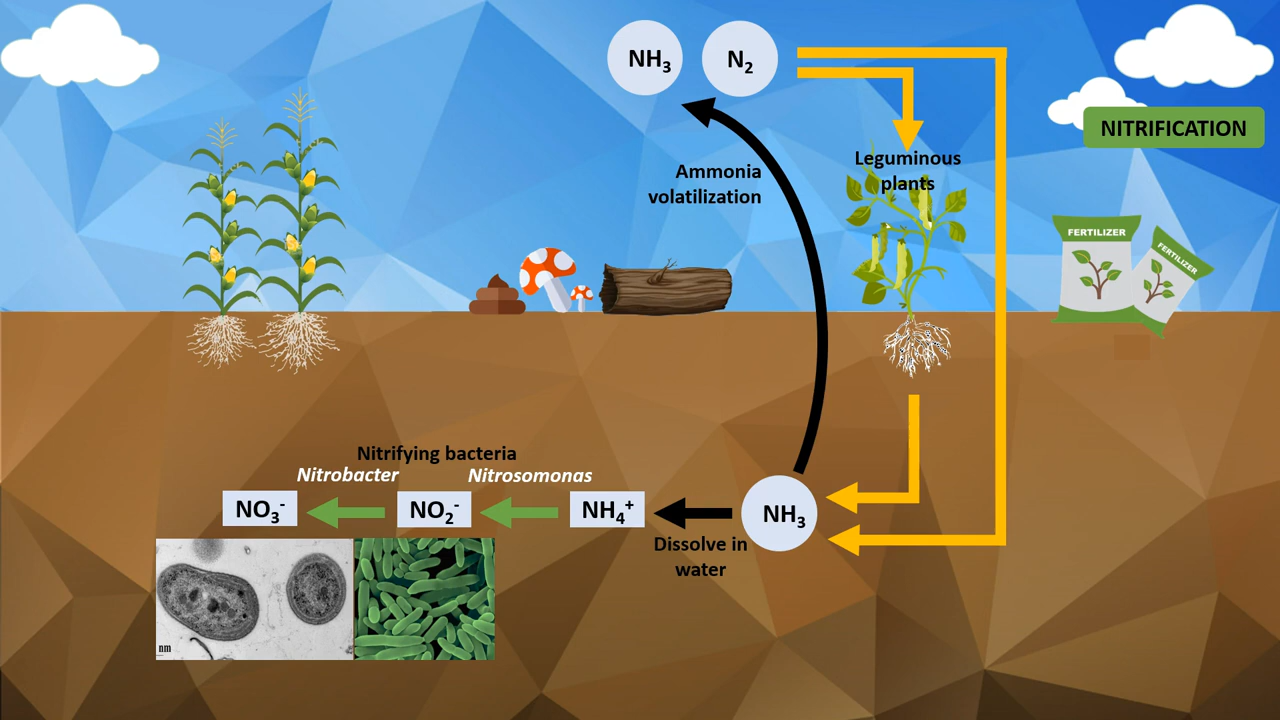 NH₃
N₂
NITRIFICATION
Leguminous
plants
Ammonia
volatilization
FERTILIZER
FERTILIZER
Nitrifying bacteria
Nitrobacter
Nitrosomonas
NO₃⁻
NO₂⁻
NH₄⁺
NH₃
Dissolve in
water
nm